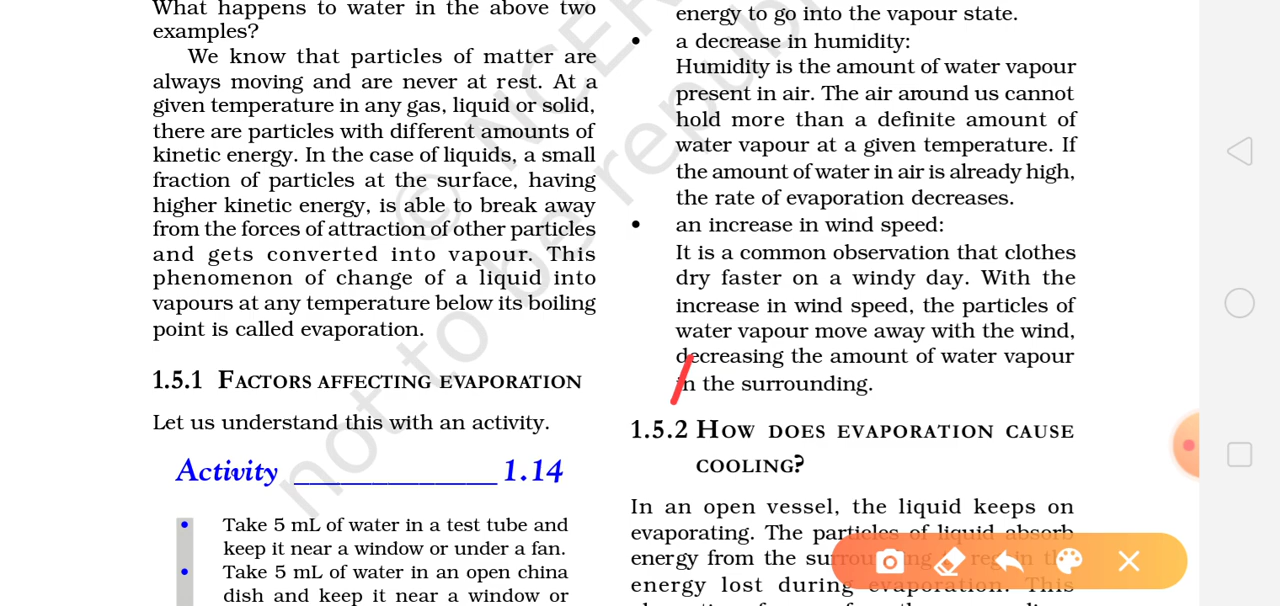 What happens to water in the above two
examples?
We know that particles of matter are
always moving and are never at rest. At a
given temperature in any gas, liquid or solid,
there are particles with different amounts of
kinetic energy. In the case of liquids, a small
fraction of particles at the surface, having
higher kinetic energy, is able to break away
from the forces of attraction of other particles
and gets converted into vapour. This
phenomenon of change of a liquid into
vapours at any temperature below its boiling
point is called evaporation.
1.5.1 FACTORS AFFECTING EVAPORATION
Let us understand this with an activity.
Activity ______________ 1.14
• Take 5 mL of water in a test tube and
keep it near a window or under a fan.
• Take 5 mL of water in an open china
dish and keep it near a window or
energy to go into the vapour state.
• a decrease in humidity:
Humidity is the amount of water vapour
present in air. The air around us cannot
hold more than a definite amount of
water vapour at a given temperature. If
the amount of water in air is already high,
the rate of evaporation decreases.
• an increase in wind speed:
It is a common observation that clothes
dry faster on a windy day. With the
increase in wind speed, the particles of
water vapour move away with the wind,
decreasing the amount of water vapour
in the surrounding.
1.5.2 HOW DOES EVAPORATION CAUSE
COOLING?
In an open vessel, the liquid keeps on
evaporating. The particles of liquid absorb
energy from the
energy lost during evaporation. This
© NCER
not to be republ